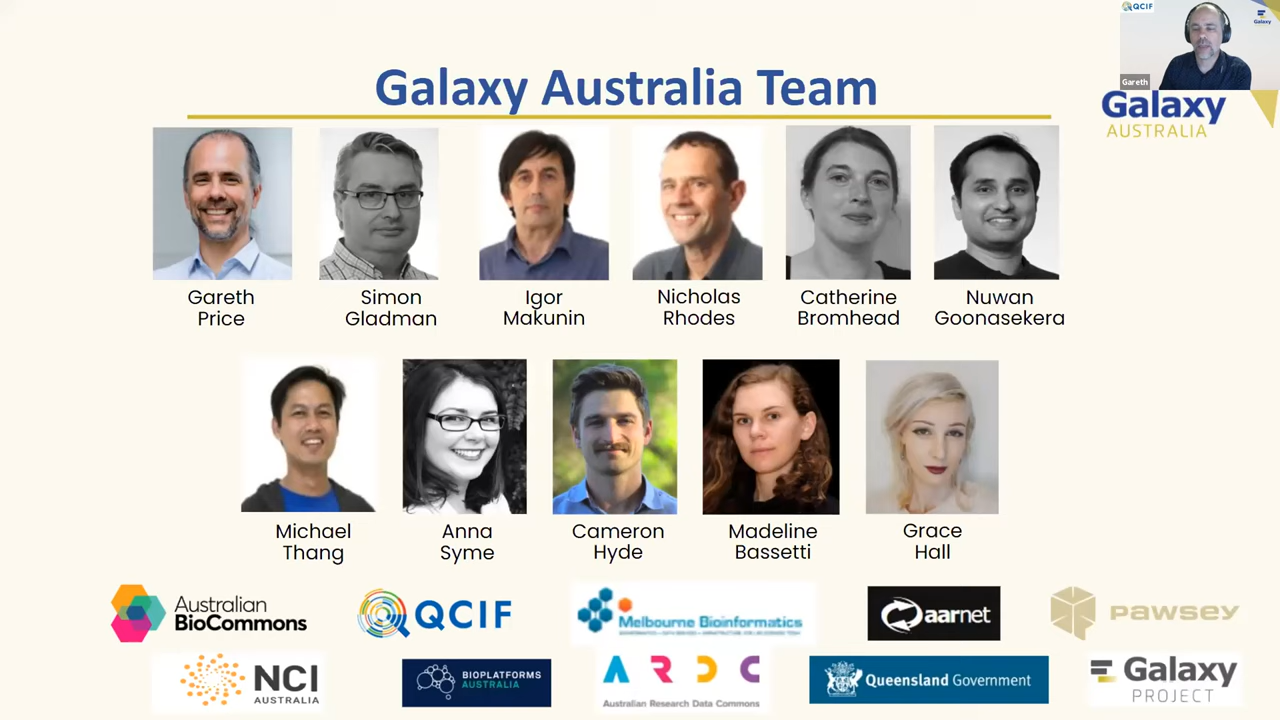 QCIF
Galaxy
Gareth
Galaxy Australia Team
Galaxy
AUSTRALIA
Gareth
Price
Simon
Gladman
Igor
Makunin
Nicholas
Rhodes
Catherine
Bromhead
Nuwan
Goonasekera
Michael
Thang
Anna
Syme
Cameron
Hyde
Madeline
Bassetti
Grace
Hall
Australian
BioCommons
QCIF
Melbourne Bioinformatics
aarnet
pawsey
NCI
AUSTRALIA
BIOPLATFORMS
AUSTRALIA
ARDC
Australian Research Data Commons
Queensland Government
Galaxy
PROJECT